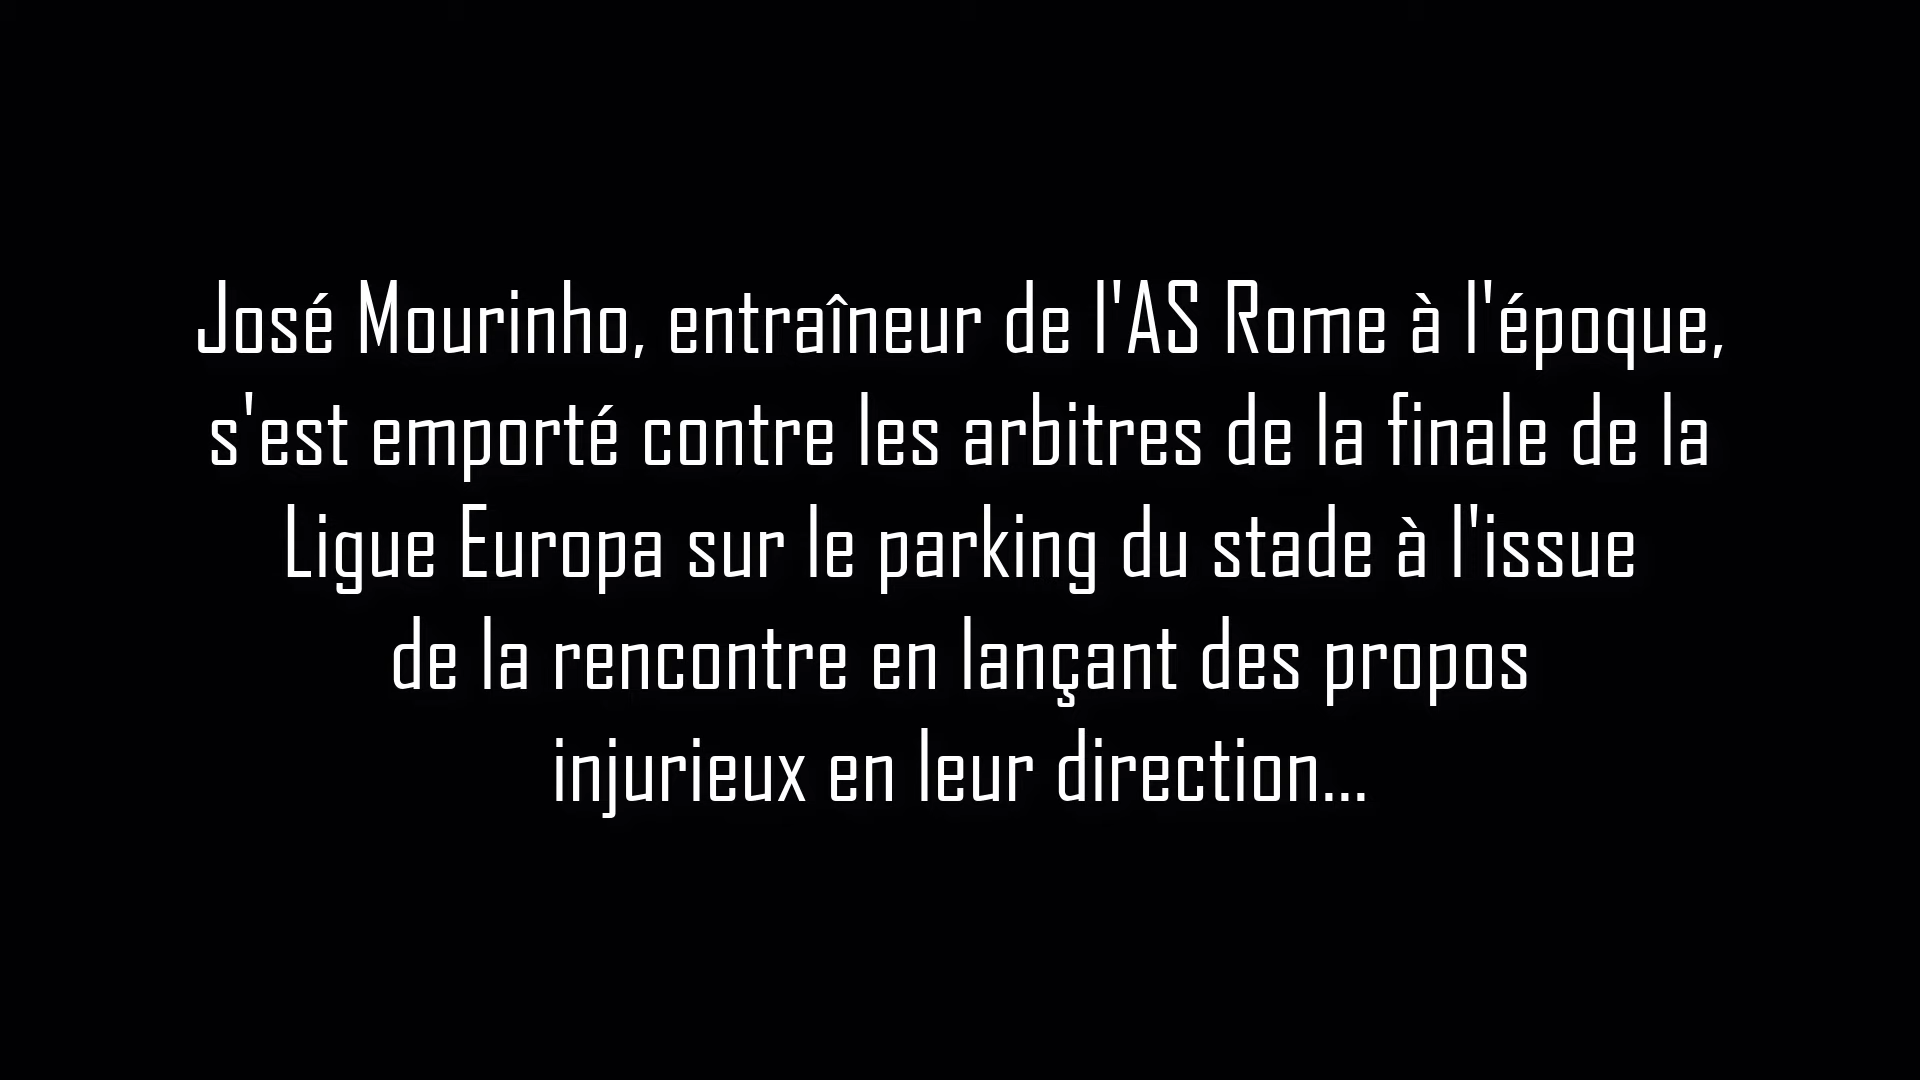 José Mourinho, entraîneur de l'AS Rome à l'époque,
s'est emporté contre les arbitres de la finale de la
Ligue Europa sur le parking du stade à l'issue
de la rencontre en lançant des propos
injurieux en leur direction...